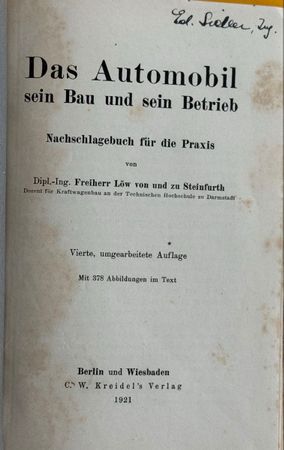 Das Automobil
sein Bau und sein Betrieb
Nachschlagebuch für die Praxis
von
Dipl.-Ing. Freiherr Löw von und zu Steinfurth
Dozent für Kraftwagenbau an der Technischen Hochschule zu Darmstadt
Vierte, umgearbeitete Auflage
Mit 378 Abbildungen im Text
Berlin und Wiesbaden
C. W. Kreidel's Verlag
1921